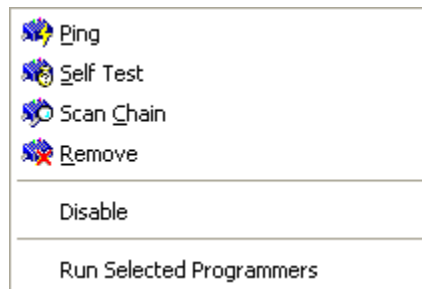 Ping
Self Test
Scan Chain
Remove
Disable
Run Selected Programmers